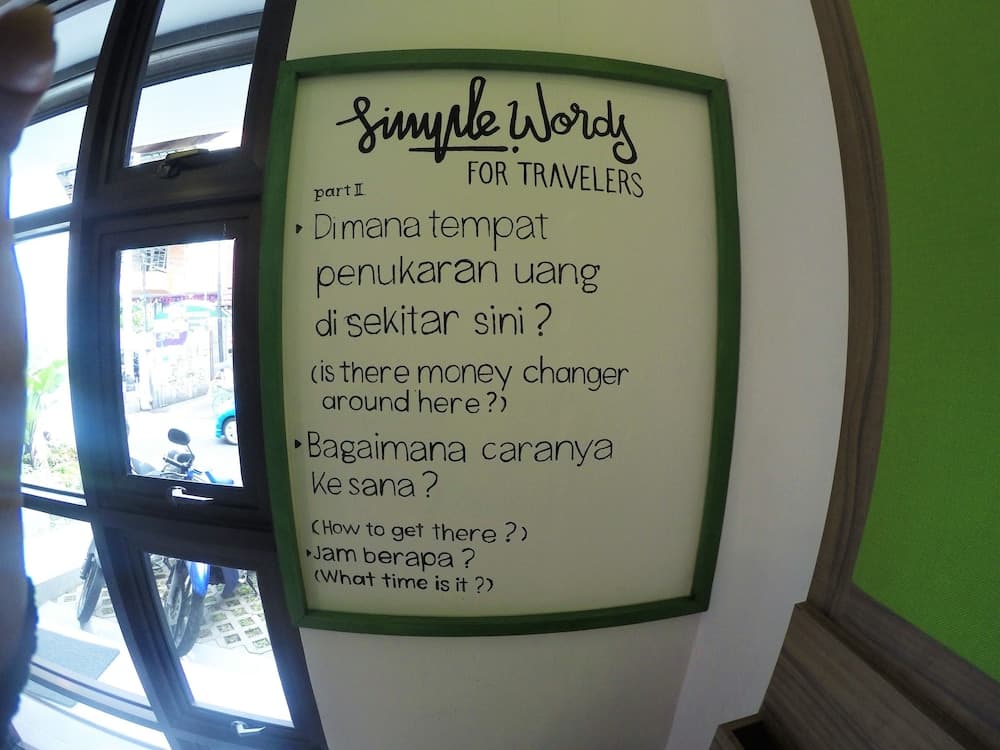 Simple Words
FOR TRAVELERS
part II
Dimana tempat
penukaran uang
di sekitar sini?
(is there money changer
around here?)
Bagaimana caranya
Ke sana?
(How to get there?)
Jam berapa?
(What time is it?)